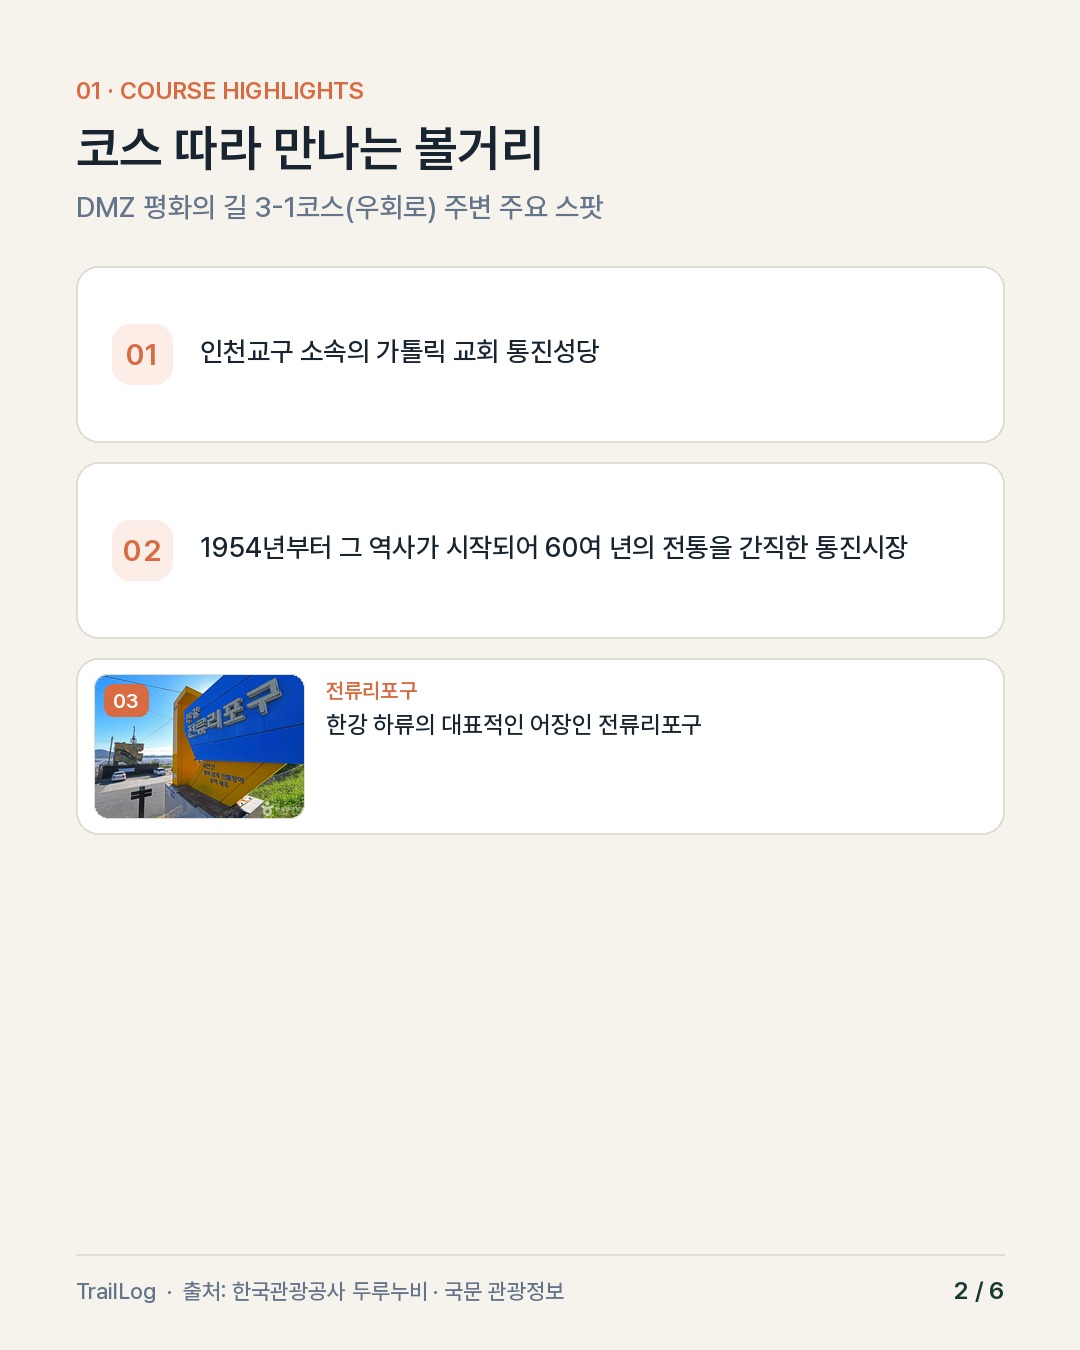 01 · COURSE HIGHLIGHTS
코스 따라 만나는 볼거리
DMZ 평화의 길 3-1코스(우회로) 주변 주요 스팟
01
인천교구 소속의 가톨릭 교회 통진성당
02
1954년부터 그 역사가 시작되어 60여 년의 전통을 간직한 통진시장
03
전류리포구
전류리포구
한강 하류의 대표적인 어장인 전류리포구
TrailLog · 출처: 한국관광공사 두루누비 · 국문 관광정보
2 / 6